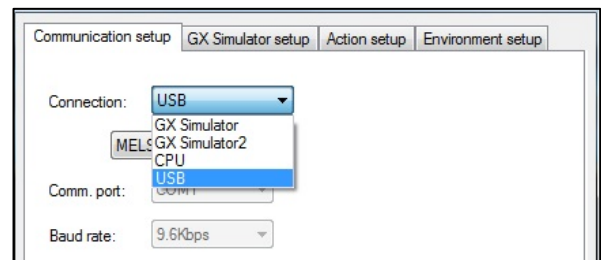 Communication setup GX Simulator setup Action setup Environment setup
Connection: USB
GX Simulator
MELS GX Simulator2
CPU
USB
Comm. port:
Baud rate: 9.6Kbps